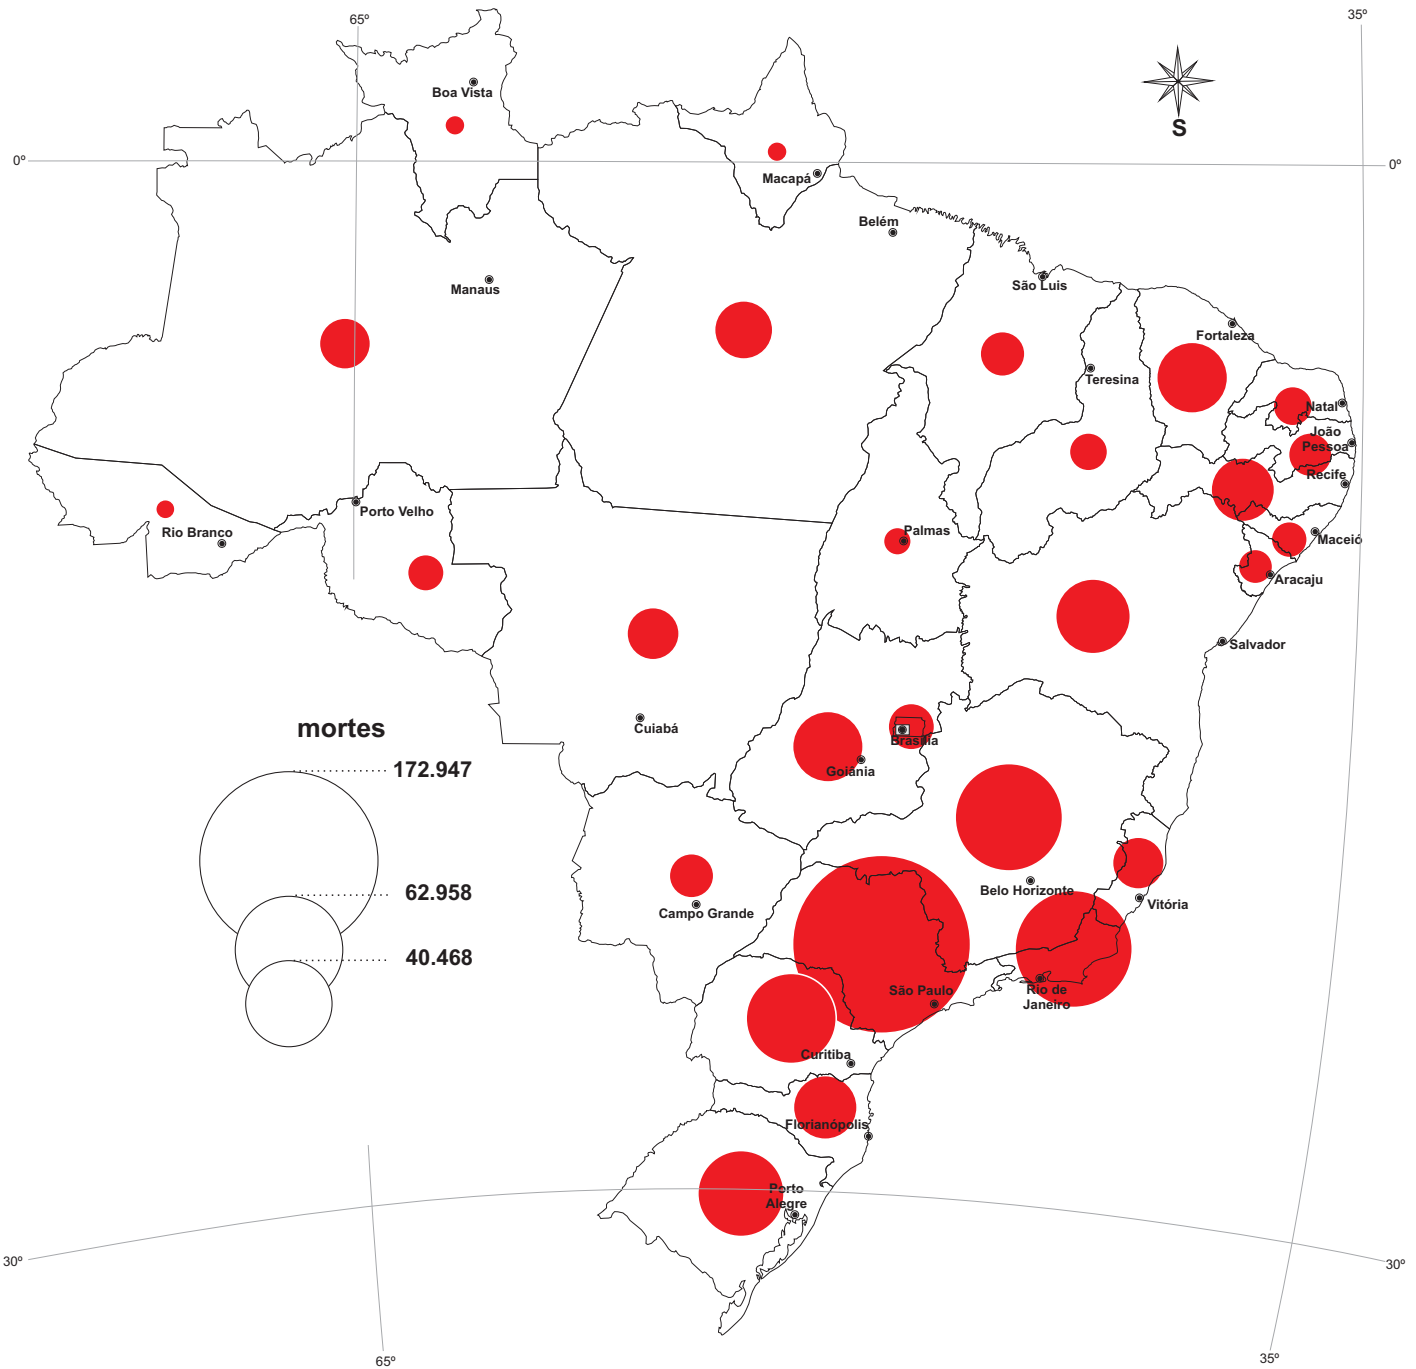 65º
35º
Boa Vista
S
0º
0º
Macapá
Belém
Manaus
São Luis
Fortaleza
Teresina
Natal
João
Pessoa
Recife
Porto Velho
Rio Branco
Palmas
Maceió
Aracaju
Salvador
Cuiabá
mortes
Brasília
Goiânia
172.947
62.958
Belo Horizonte
Vitória
Campo Grande
40.468
São Paulo
Rio de
Janeiro
Curitiba
Florianópolis
Porto
Alegre
30º
30º
65º
35º